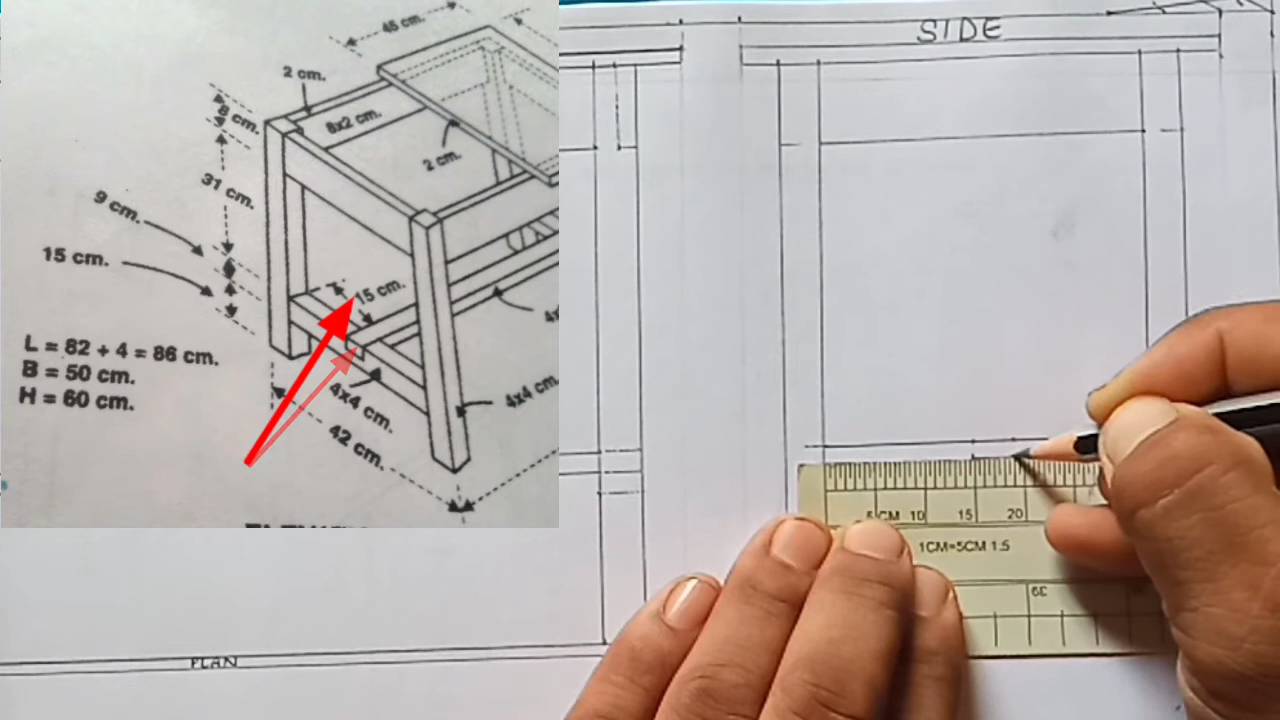 45 cm.
2 cm.
8 cm.
8x2 cm.
2 cm.
31 cm.
9 cm.
15 cm.
15 cm.
L = 82 + 4 = 86 cm.
B = 50 cm.
H = 60 cm.
4x4 cm.
4x4 cm.
42 cm.
SIDE
5 CM 10 15 20
1CM=5CM 1.5
PLAN